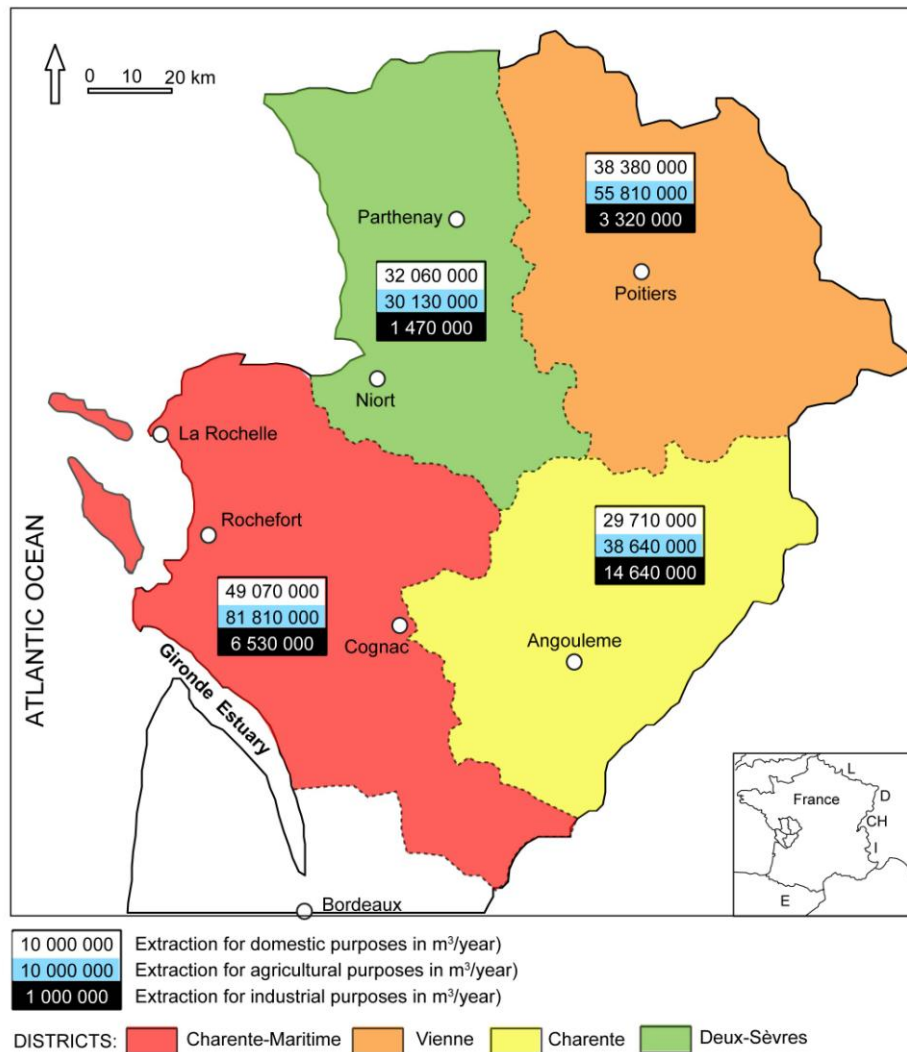 0 10 20 km
38 380 000
55 810 000
3 320 000
Parthenay
32 060 000
30 130 000
1 470 000
Poitiers
Niort
La Rochelle
Rochefort
29 710 000
38 640 000
14 640 000
49 070 000
81 810 000
6 530 000
Cognac
Angouleme
ATLANTIC OCEAN
Gironde Estuary
Bordeaux
L
France
D
CH
I
E
10 000 000 Extraction for domestic purposes in m³/year)
10 000 000 Extraction for agricultural purposes in m³/year)
1 000 000 Extraction for industrial purposes in m³/year)
DISTRICTS: Charente-Maritime Vienne Charente Deux-Sèvres